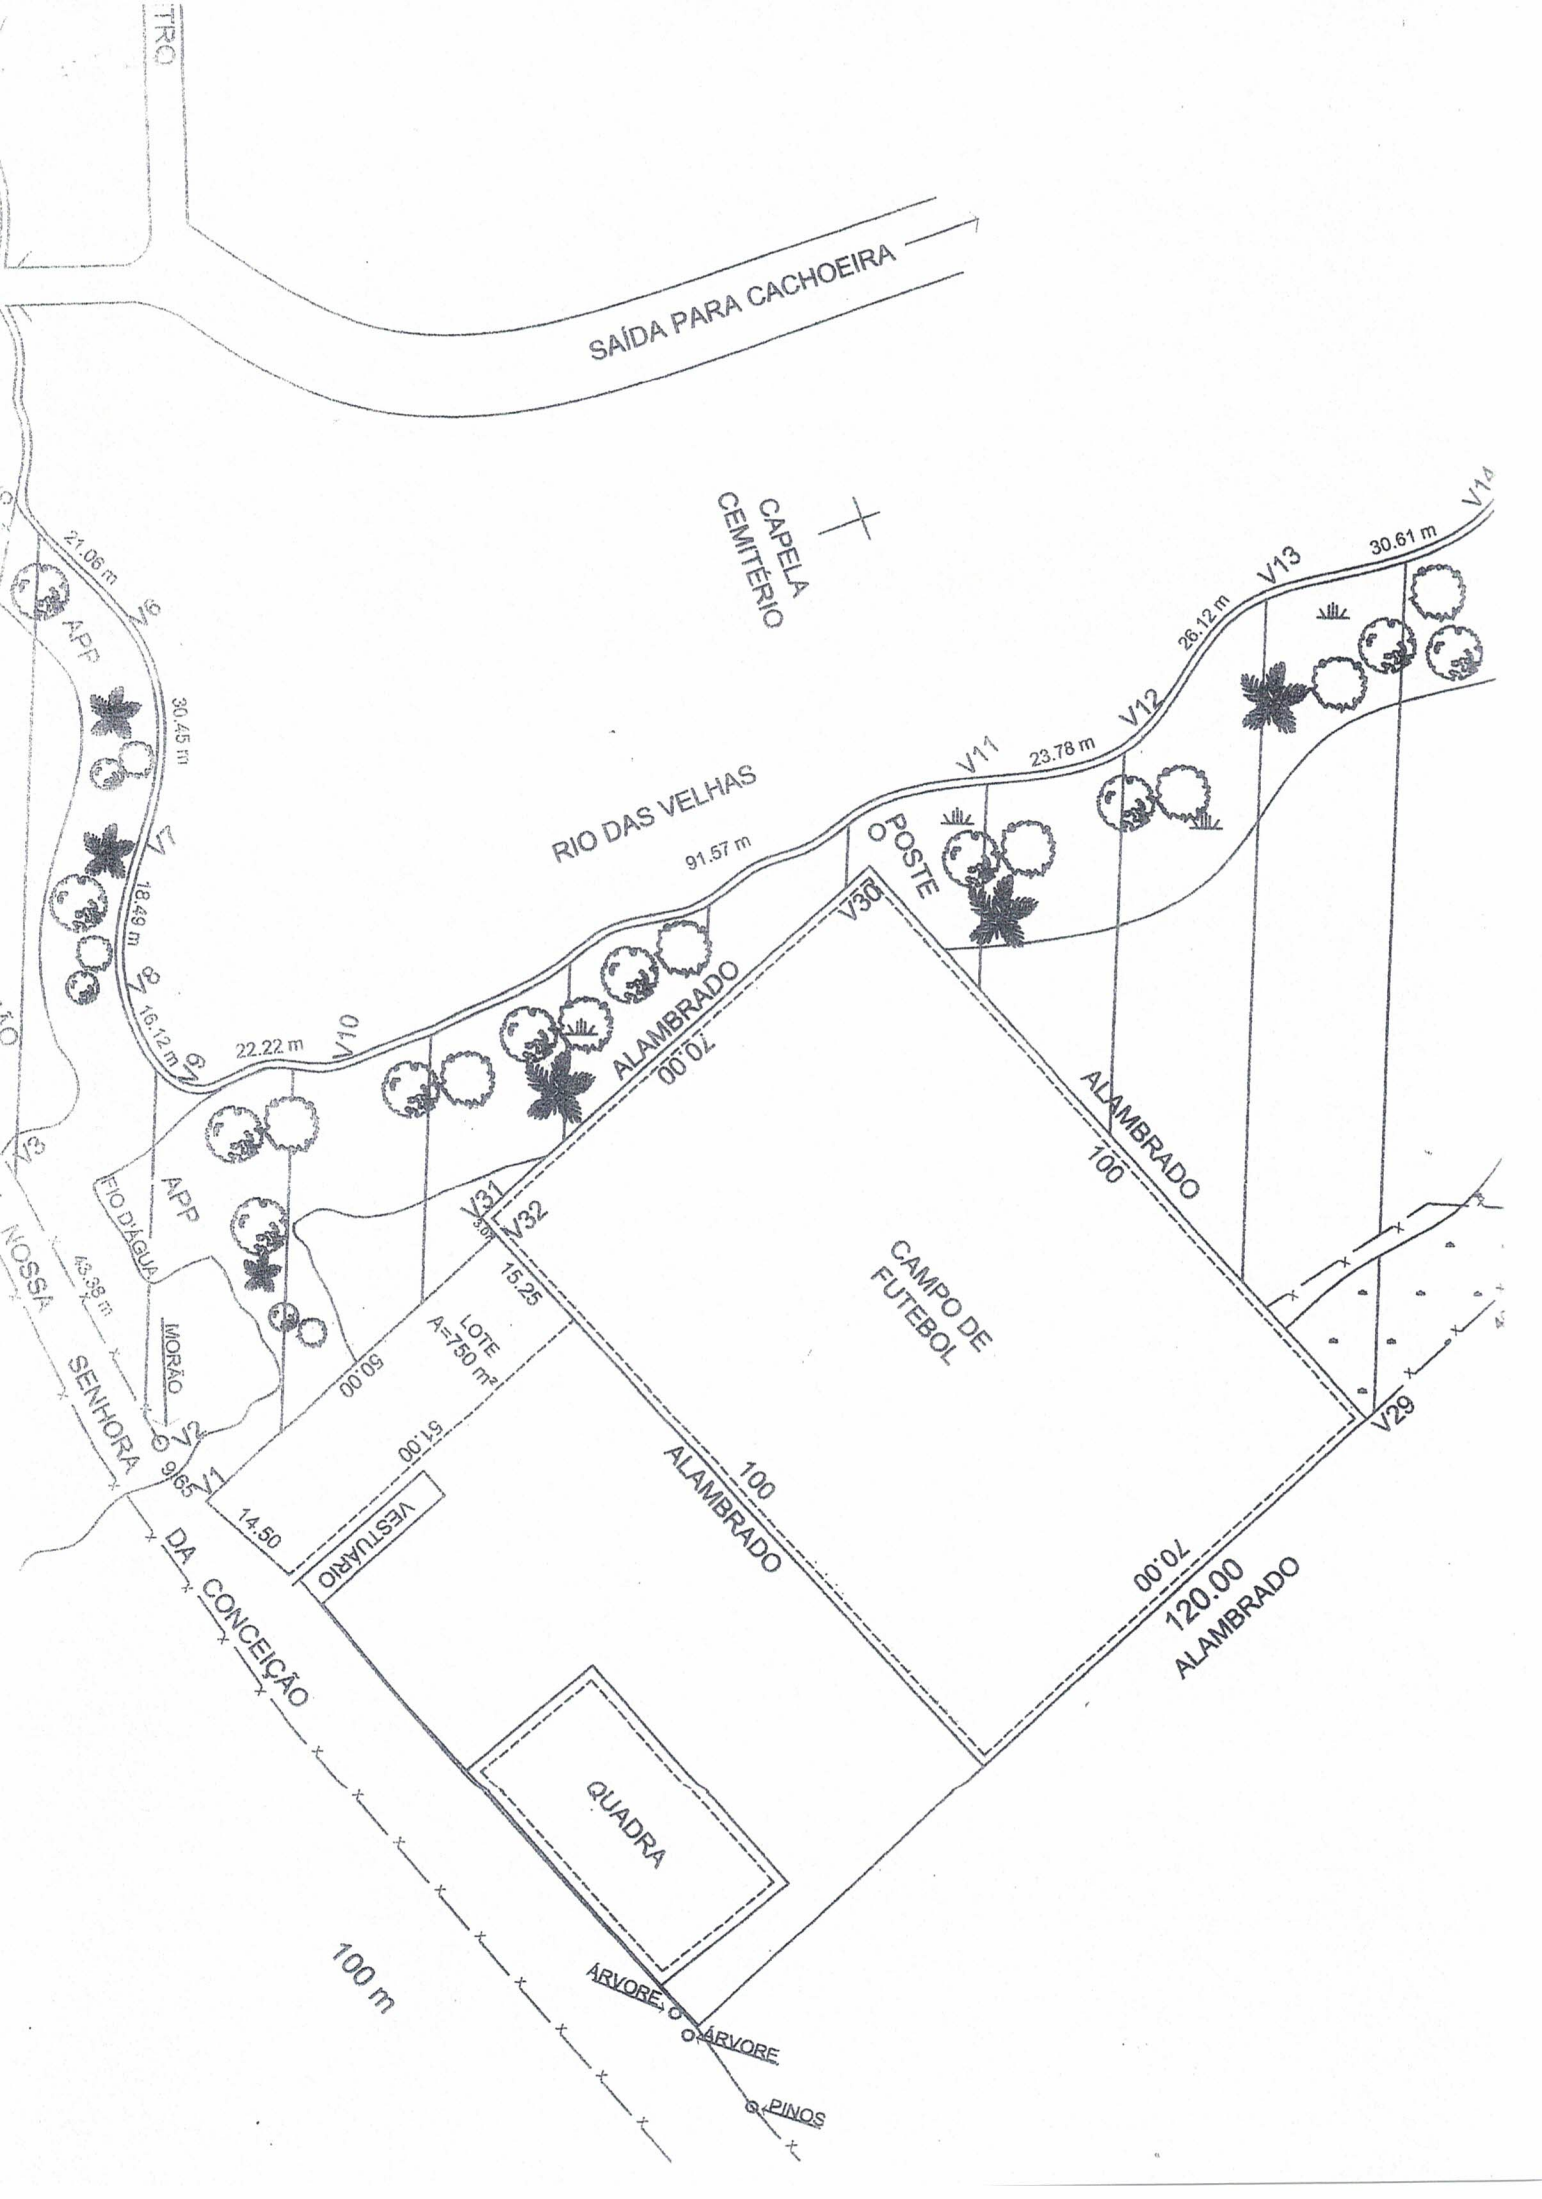 TRO
SAÍDA PARA CACHOEIRA
CAPELA
CEMITÉRIO
V14
30.61 m
V13
26.12 m
V12
23.78 m
V11
POSTE
RIO DAS VELHAS
91.57 m
V30
21.06 m
V6
APP
30.45 m
V7
18.49 m
V8
16.12 m
V9
22.22 m
V10
ALAMBRADO
70.00
ALAMBRADO
100
V3
APP
FIO D'ÁGUA
V31
V32
15.25
CAMPO DE
FUTEBOL
NOSSA
43.38 m
MORÃO
LOTE
A=750 m²
50.00
51.00
SENHORA
V2
9.65
V1
14.50
VESTUÁRIO
100
ALAMBRADO
V29
70.00
120.00
ALAMBRADO
DA CONCEIÇÃO
QUADRA
100 m
ÁRVORE
ÁRVORE
PINOS